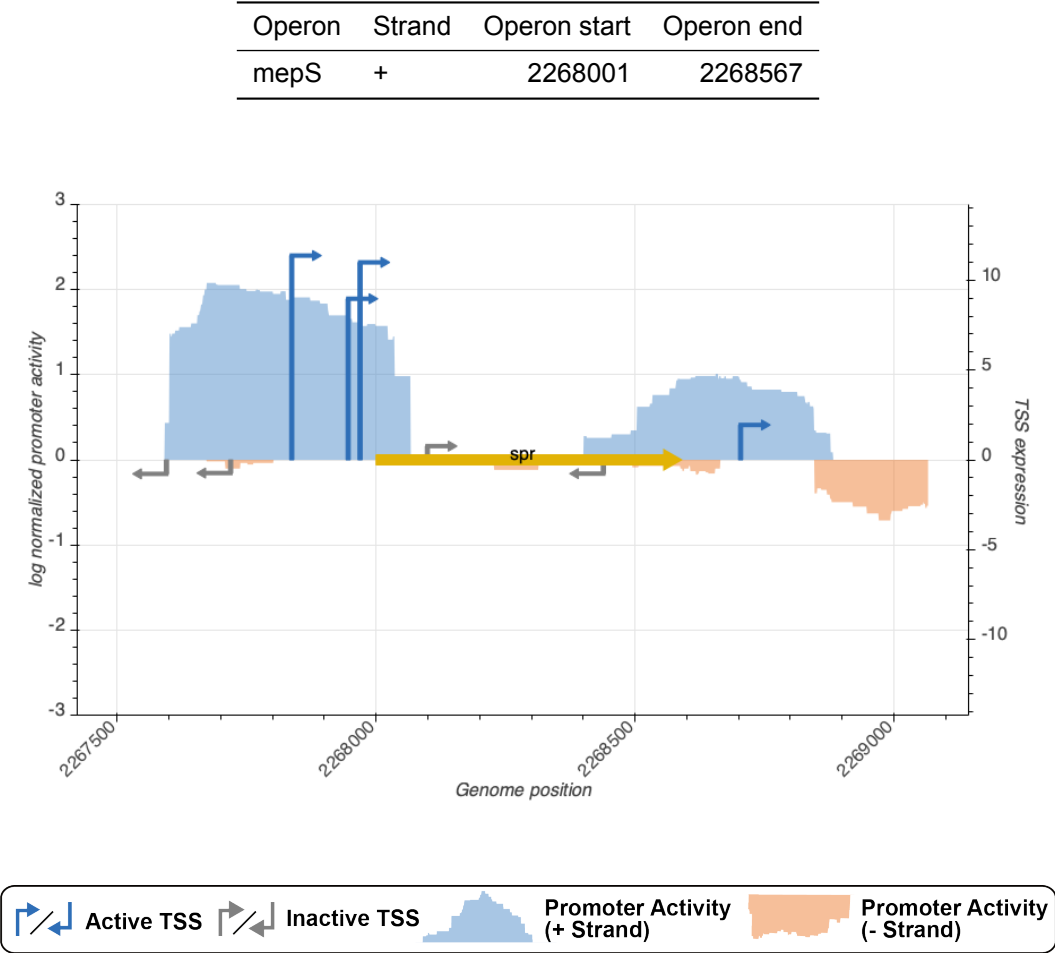 Operon Strand Operon start Operon end
mepS + 2268001 2268567
3
2
1
0
-1
-2
-3
log normalized promoter activity
10
5
0
-5
-10
TSS expression
spr
2267500 2268000 2268500 2269000
Genome position
Active TSS
Inactive TSS
Promoter Activity
(+ Strand)
Promoter Activity
(- Strand)